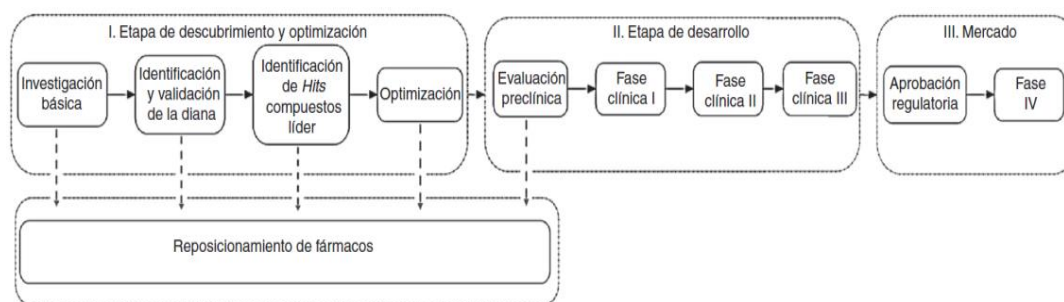 I. Etapa de descubrimiento y optimización
Investigación
básica
Identificación
y validación
de la diana
Identificación
de Hits
compuestos
líder
Optimización
II. Etapa de desarrollo
Evaluación
preclínica
Fase
clínica I
Fase
clínica II
Fase
clínica III
III. Mercado
Aprobación
regulatoria
Fase
IV
Reposicionamiento de fármacos